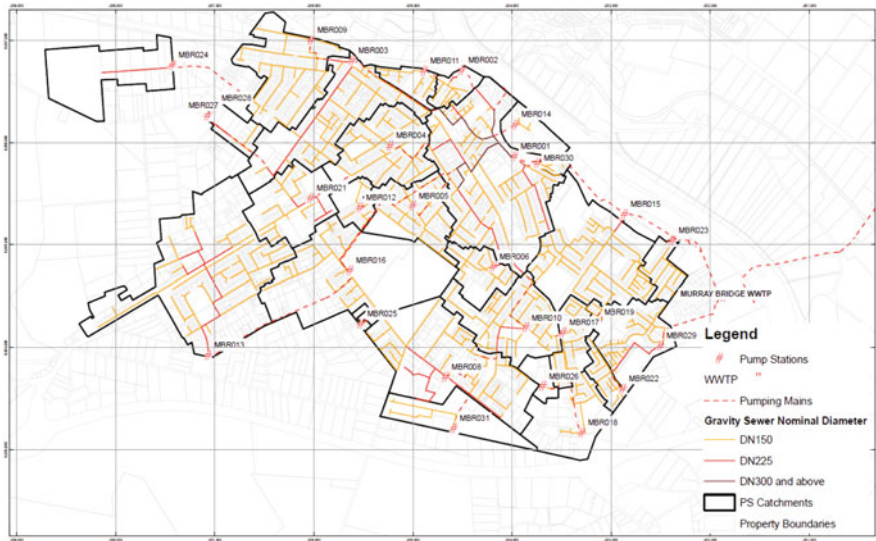 MBR009
MBR003
MBR024
MBR011
MBR002
MBR028
MBR027
MBR014
MBR004
MBR001
MBR030
MBR021
MBR012
MBR005
MBR015
MBR023
MBR006
MBR016
MURRAY BRIDGE WWTP
MBR025
MBR010
MBR017
MBR019
MBR013
MBR029
MBR008
MBR026
MBR022
MBR031
MBR018
Legend
Pump Stations
WWTP
Pumping Mains
Gravity Sewer Nominal Diameter
DN150
DN225
DN300 and above
PS Catchments
Property Boundaries